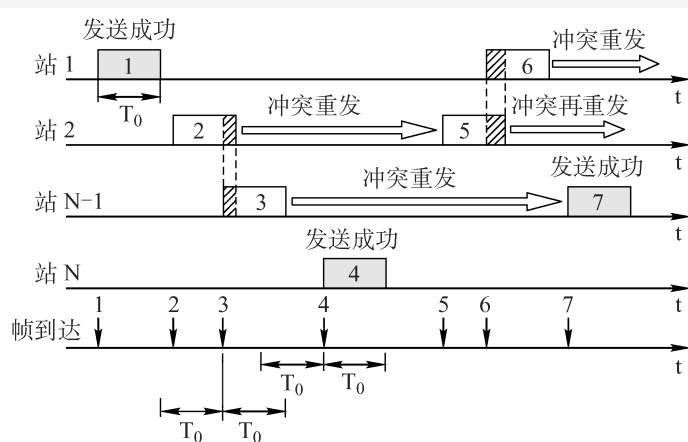 发送成功
站 1
1
6
冲突重发
t
T0
站 2
2
冲突重发
5
冲突再重发
t
站 N-1
3
冲突重发
发送成功
7
t
发送成功
站 N
4
t
1 2 3 4 5 6 7
帧到达
t
T0 T0
T0 T0